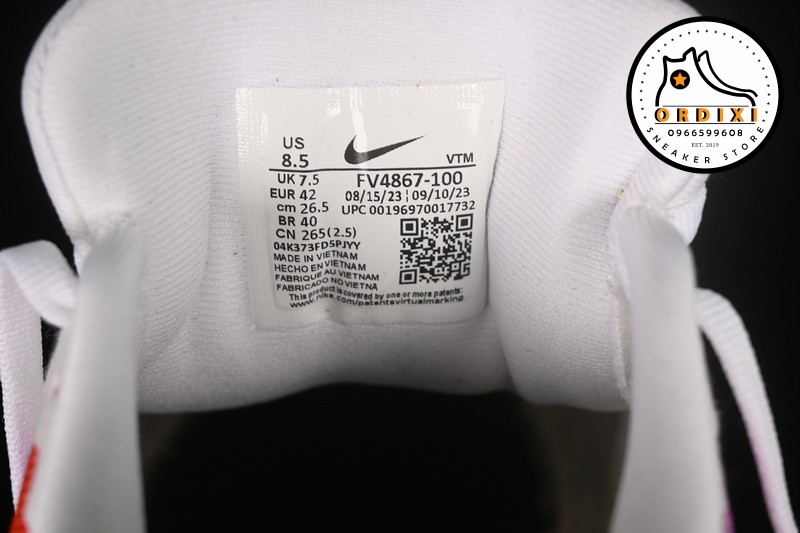 US
8.5
VTM
UK 7.5
EUR 42
cm 26.5
BR 40
CN 265(2.5)
04K373FD5PJYY
MADE IN VIETNAM
HECHO EN VIETNAM
FABRIQUE AU VIETNAM
FABRICADO NO VIETNA
FV4867-100
08/15/23 | 09/10/23
UPC 00196970017732
This product is covered by one or more patents:
www.nike.com/patentsvirtualmarking
ORDIXI
0966599608
EST. 2019
SNEAKER STORE